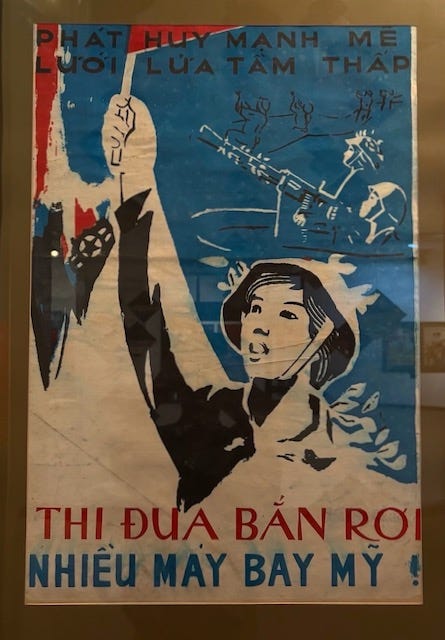 PHÁT HUY MẠNH MẼ
LƯỚI LỬA TẦM THẤP
THI ĐUA BẮN RƠI
NHIỀU MÁY BAY MỸ !